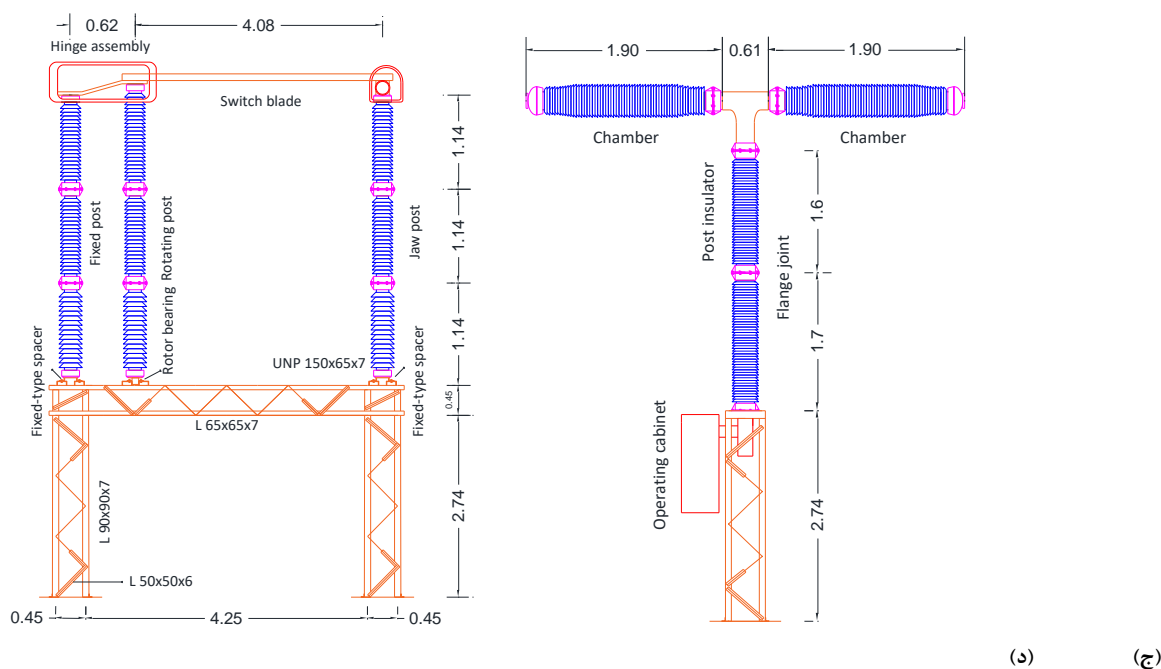 0.62
4.08
Hinge assembly
Switch blade
1.14
1.14
1.14
Fixed post
Rotating post
Jaw post
Rotor bearing
Fixed-type spacer
Fixed-type spacer
UNP 150x65x7
0.45
L 65x65x7
L 90x90x7
2.74
L 50x50x6
0.45
4.25
0.45
1.90
0.61
1.90
Chamber
Chamber
Post insulator
Flange joint
1.6
1.7
Operating cabinet
2.74
(ج)
(د)